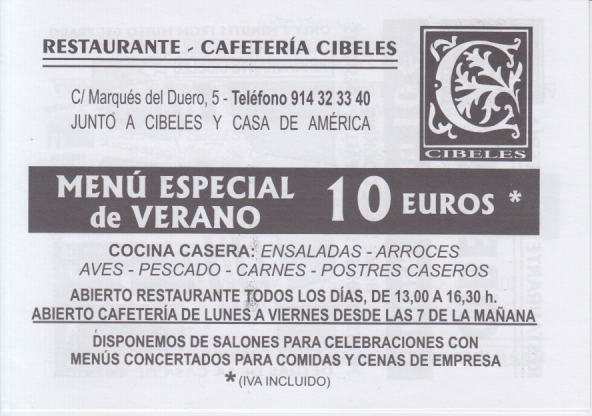 RESTAURANTE - CAFETERÍA CIBELES
C/ Marqués del Duero, 5 - Teléfono 914 32 33 40
JUNTO A CIBELES Y CASA DE AMÉRICA
C
CIBELES
MENÚ ESPECIAL
de VERANO
10 EUROS *
COCINA CASERA: ENSALADAS - ARROCES
AVES - PESCADO - CARNES - POSTRES CASEROS
ABIERTO RESTAURANTE TODOS LOS DÍAS, DE 13,00 A 16,30 h.
ABIERTO CAFETERÍA DE LUNES A VIERNES DESDE LAS 7 DE LA MAÑANA
DISPONEMOS DE SALONES PARA CELEBRACIONES CON
MENÚS CONCERTADOS PARA COMIDAS Y CENAS DE EMPRESA
* (IVA INCLUIDO)